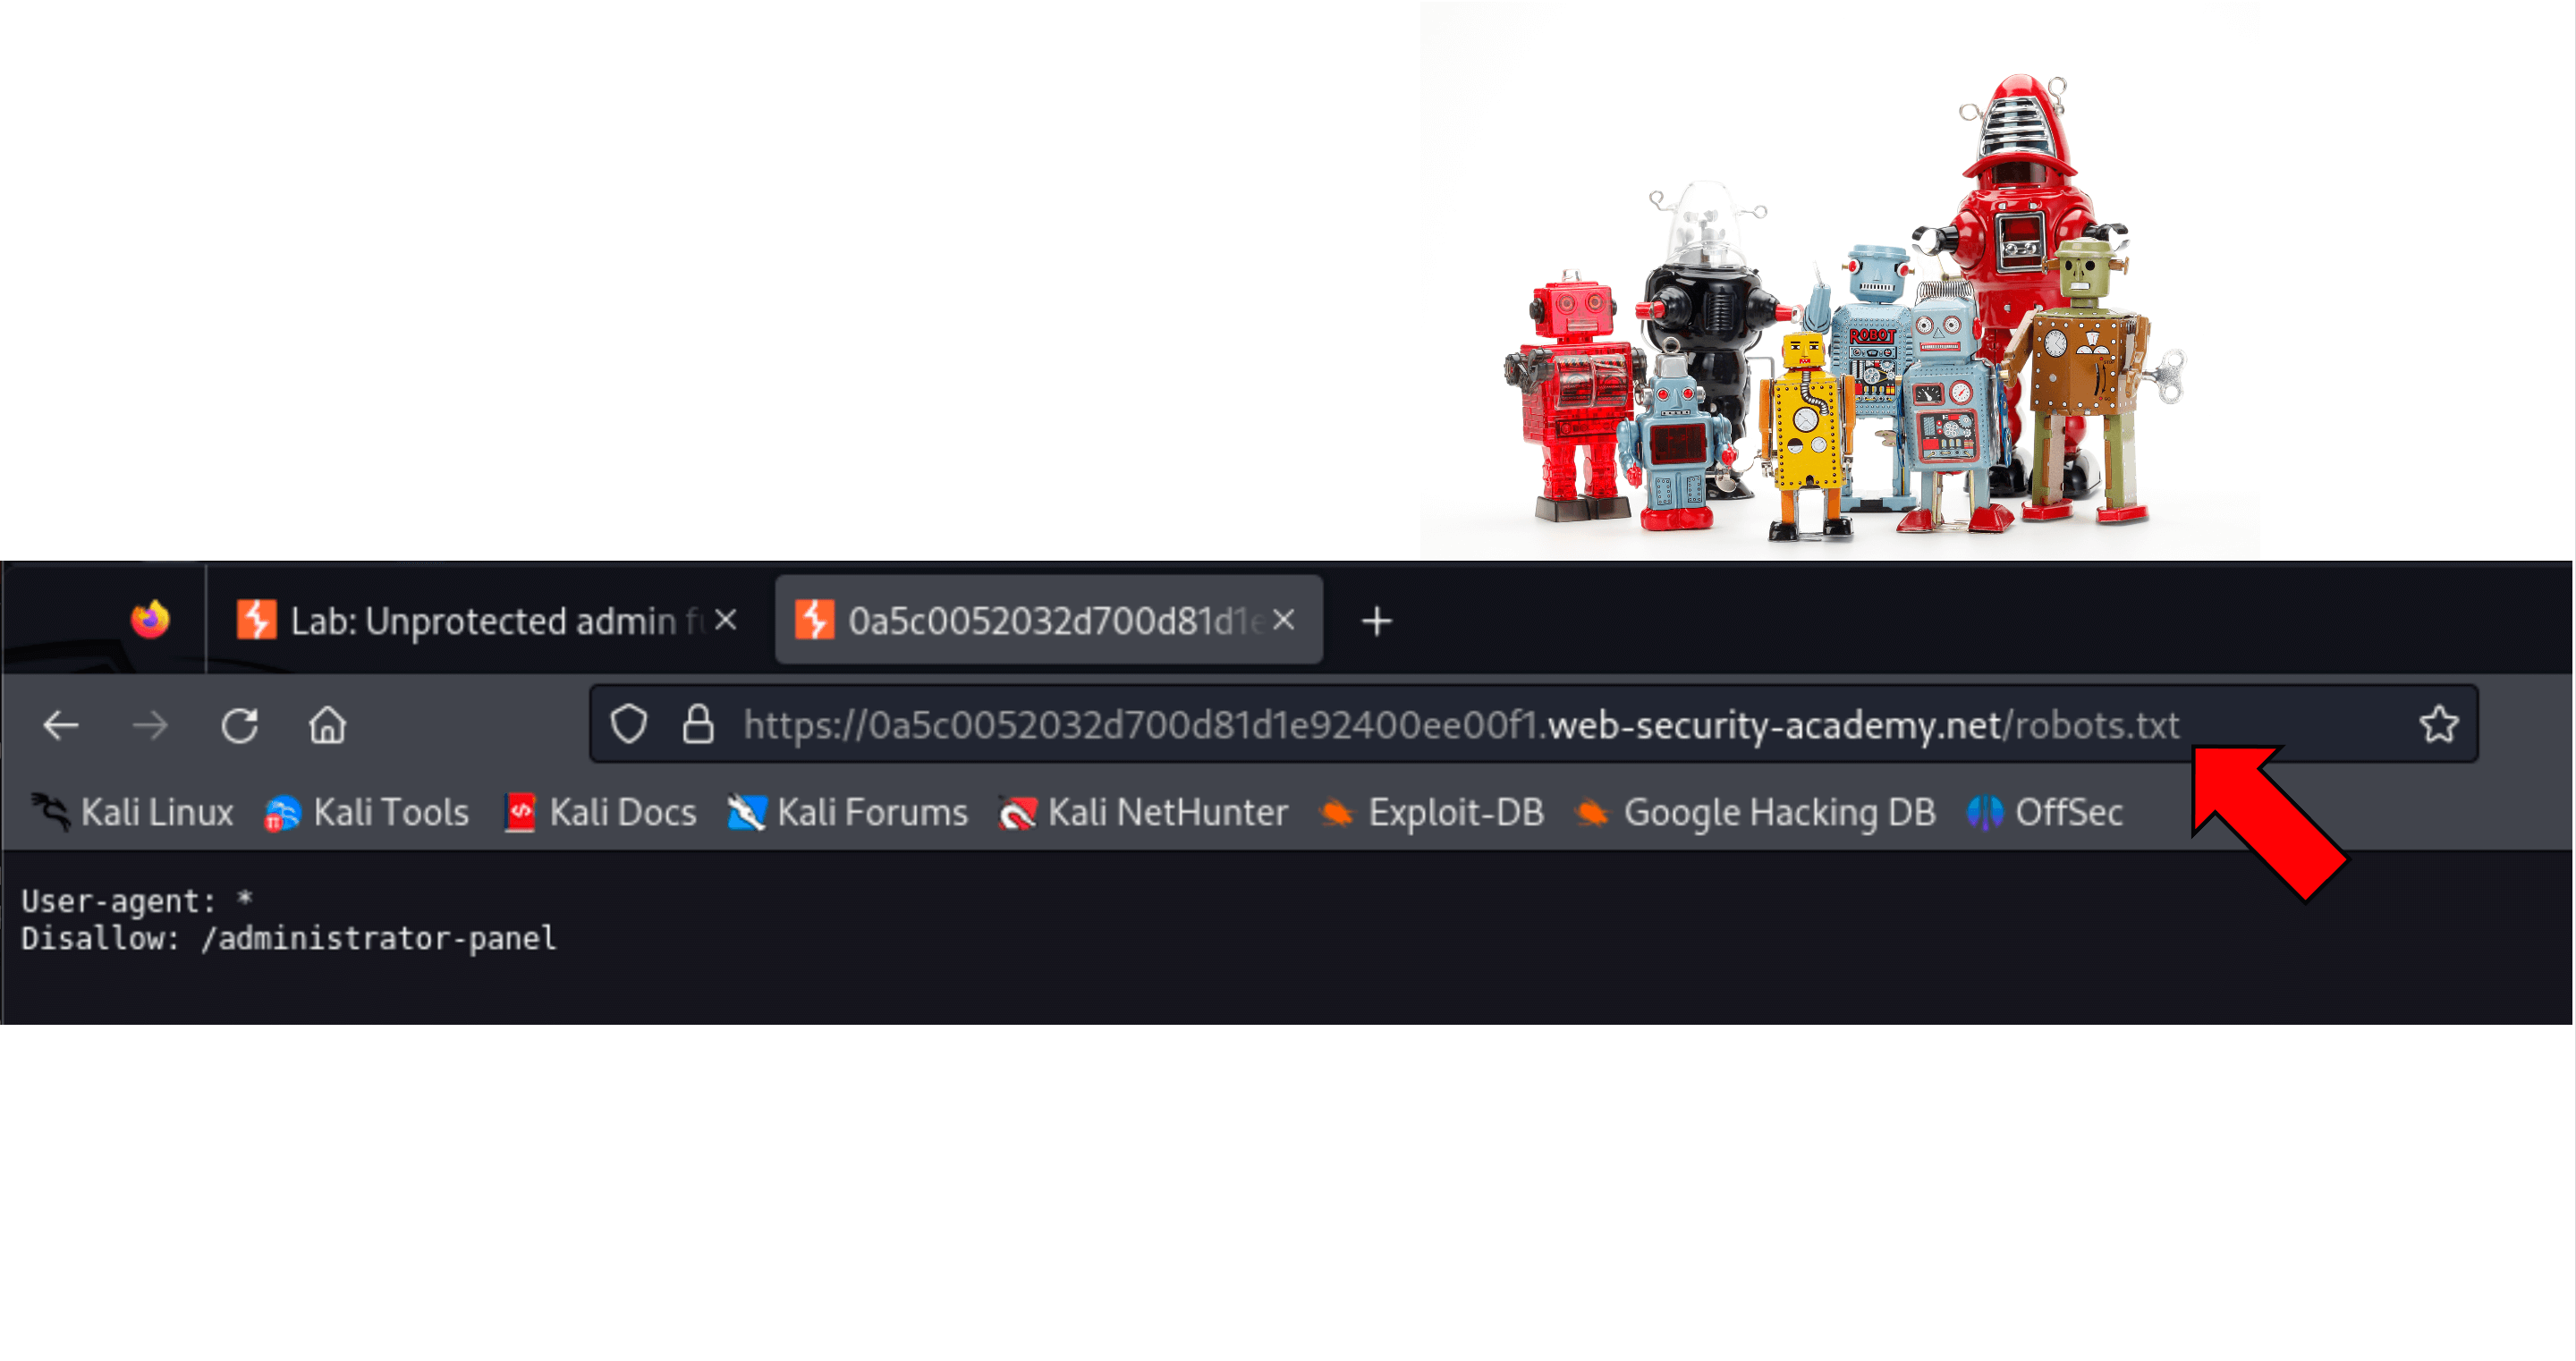 ROBOT
Lab: Unprotected admin
0a5c0052032d700d81d1e
https://0a5c0052032d700d81d1e92400ee00f1.web-security-academy.net/robots.txt
Kali Linux Kali Tools Kali Docs Kali Forums Kali NetHunter Exploit-DB Google Hacking DB OffSec
User-agent: *
Disallow: /administrator-panel